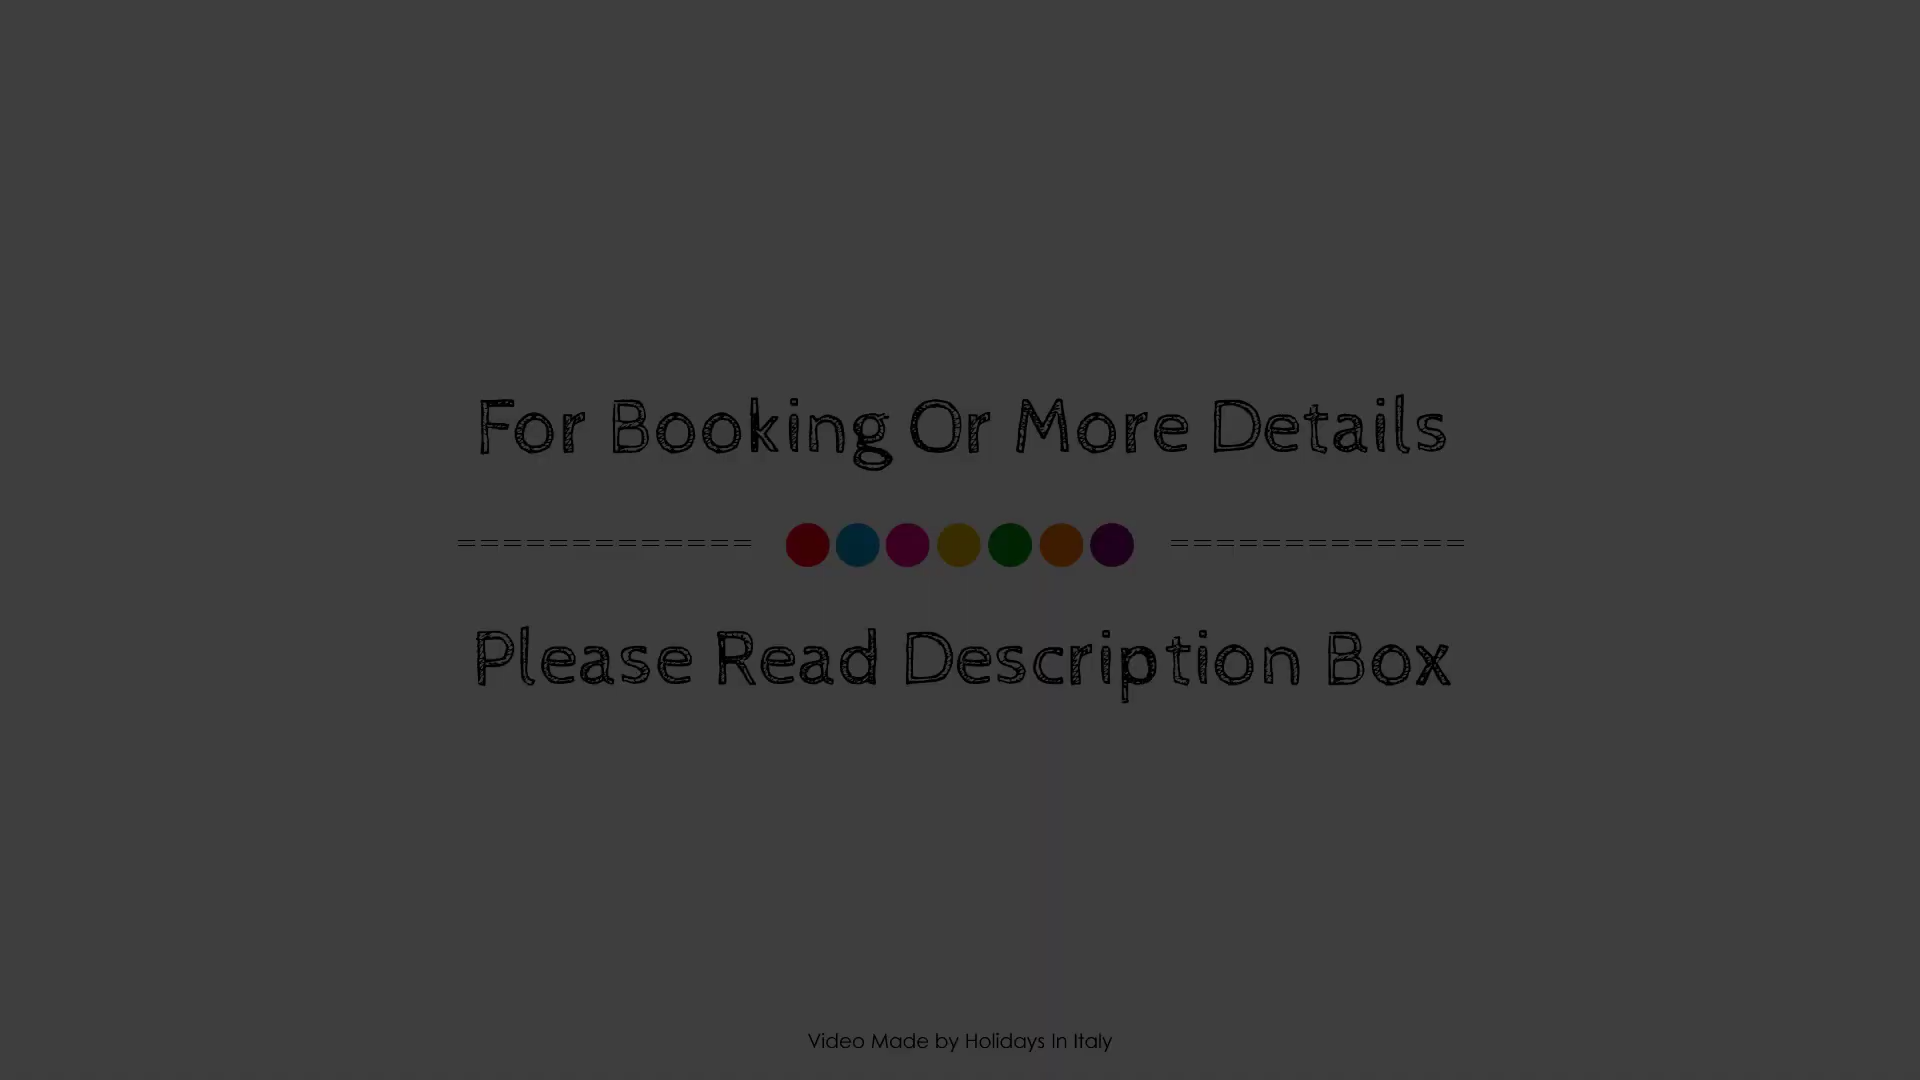 For Booking Or More Details
============= =============
Please Read Description Box
Video Made by Holidays In Italy